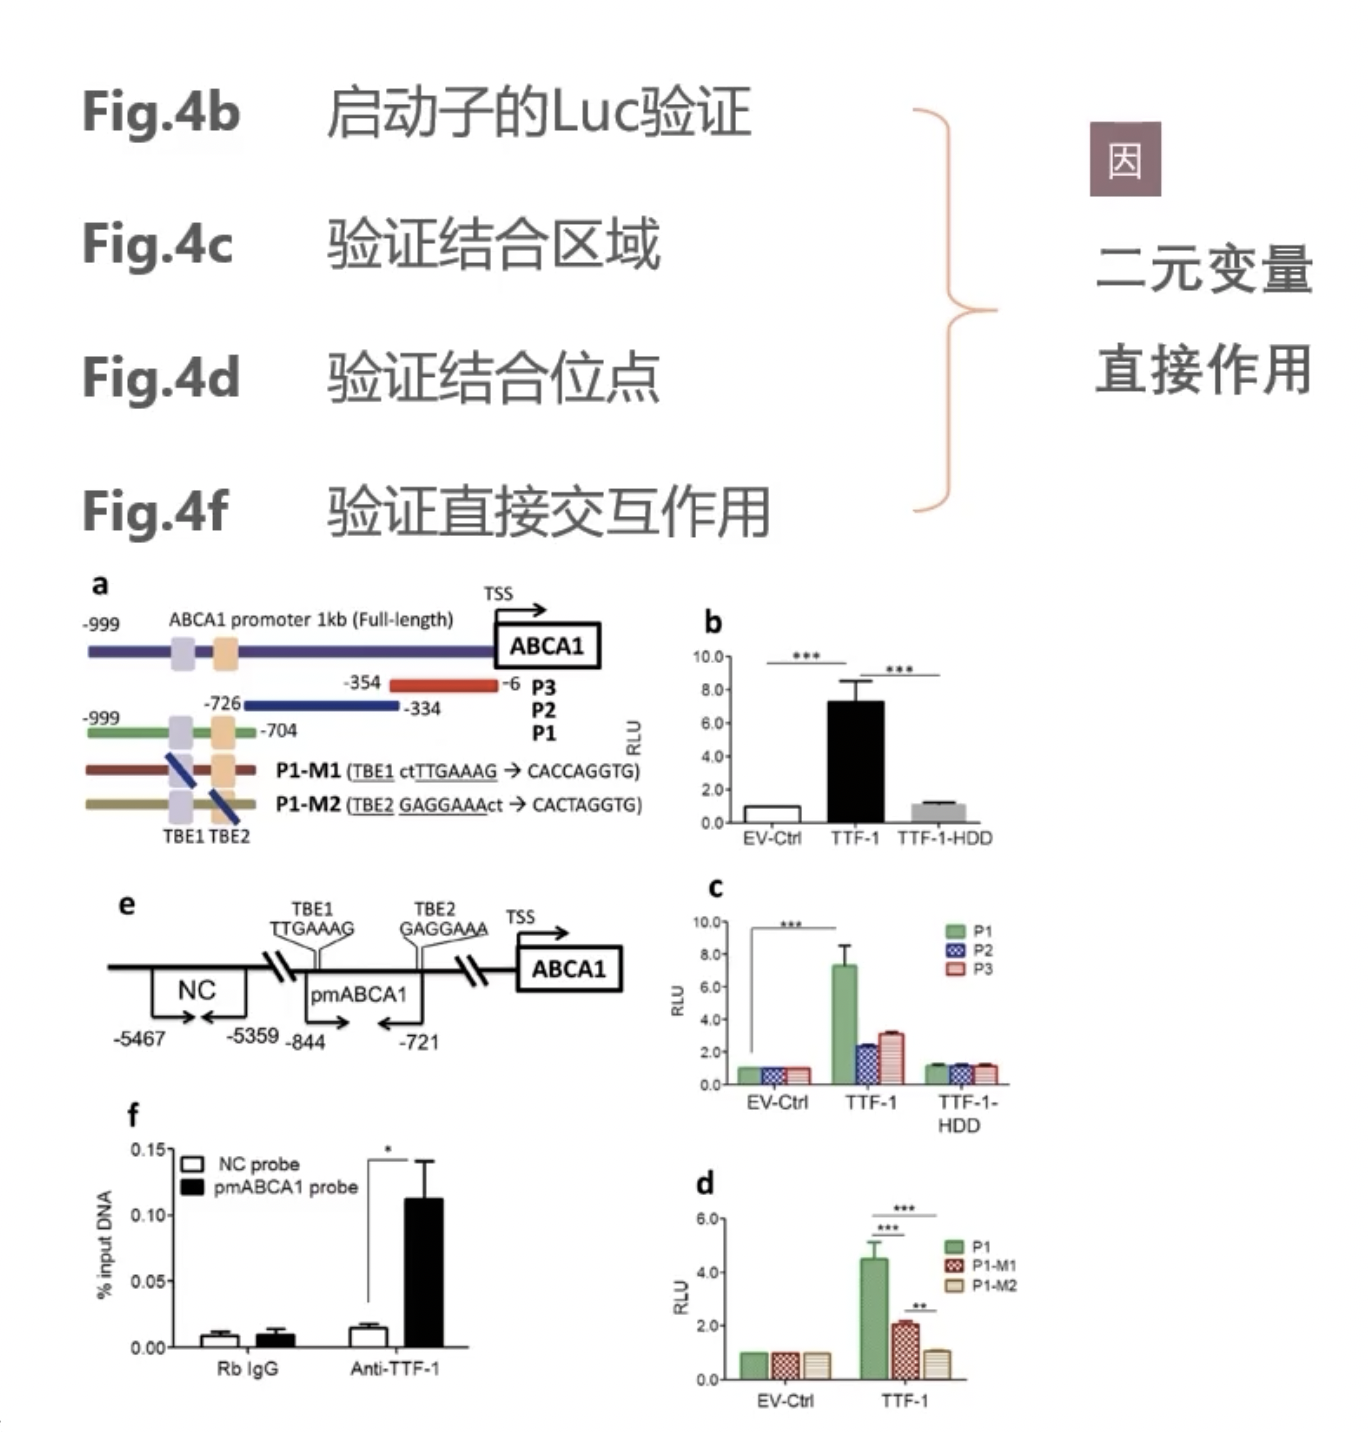 Fig.4b 启动子的Luc验证
Fig.4c 验证结合区域
Fig.4d 验证结合位点
Fig.4f 验证直接交互作用
因
二元变量
直接作用
a
TSS
-999
ABCA1 promoter 1kb (Full-length)
ABCA1
-354
-6 P3
-726
-334 P2
-999
-704 P1
P1-M1 (TBE1 ctTTGAAAG → CACCAGGTG)
P1-M2 (TBE2 GAGGAAAct → CACTAGGTG)
TBE1 TBE2
b
10.0
8.0
6.0
4.0
2.0
0.0
RLU
***
***
EV-Ctrl TTF-1 TTF-1-HDD
e
TBE1
TTGAAAG
TBE2
GAGGAAA
TSS
ABCA1
NC
pmABCA1
-5467 -5359 -844 -721
c
10.0
8.0
6.0
4.0
2.0
0.0
RLU
***
P1
P2
P3
EV-Ctrl TTF-1 TTF-1-
HDD
f
0.15
0.10
0.05
0.00
% input DNA
NC probe
pmABCA1 probe
*
Rb IgG Anti-TTF-1
d
6.0
4.0
2.0
0.0
RLU
***
***
**
P1
P1-M1
P1-M2
EV-Ctrl TTF-1